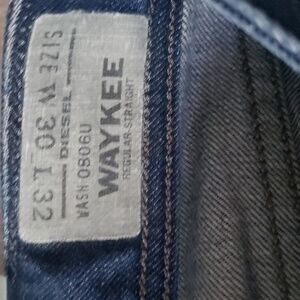 WAYKEE
REGULAR STRAIGHT
WASH 0806U
DIESEL
SIZE W 30 L 32